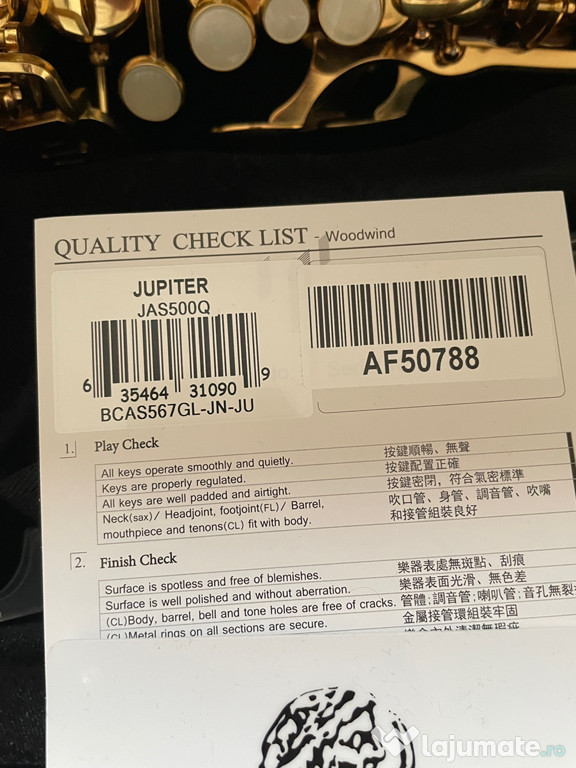 QUALITY CHECK LIST - Woodwind
JUPITER
JAS500Q
6 35464 31090 9
BCAS567GL-JN-JU
AF50788
1. Play Check
All keys operate smoothly and quietly. 按鍵順暢、無聲
Keys are properly regulated. 按鍵配置正確
All keys are well padded and airtight. 按鍵密閉，符合氣密標準
Neck(sax)/ Headjoint, footjoint(FL)/ Barrel, 吹口管、身管、調音管、吹嘴
mouthpiece and tenons(CL) fit with body. 和接管組裝良好
2. Finish Check
Surface is spotless and free of blemishes. 樂器表處無斑點、刮痕
Surface is well polished and without aberration. 樂器表面光滑、無色差
(CL)Body, barrel, bell and tone holes are free of cracks. 管體;調音管;喇叭管;音孔無裂
(CL)Metal rings on all sections are secure. 金屬接管環組裝牢固
lajumate.ro